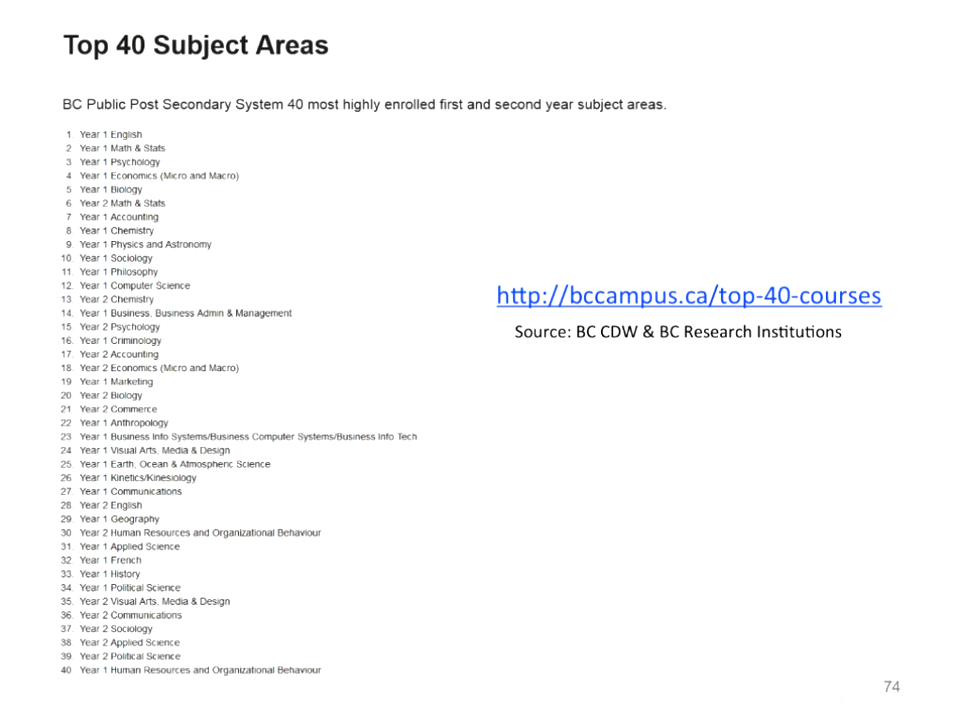 Top 40 Subject Areas
BC Public Post Secondary System 40 most highly enrolled first and second year subject areas.
1. Year 1 English
2 Year 1 Math & Stats
3 Year 1 Psychology
4 Year 1 Economics (Micro and Macro)
5 Year 1 Biology
6 Year 2 Math & Stats
7 Year 1 Accounting
8 Year 1 Chemistry
9. Year 1 Physics and Astronomy
10. Year 1 Sociology
11. Year 1 Philosophy
12. Year 1 Computer Science
13 Year 2 Chemistry
14. Year 1 Business, Business Admin & Management
15 Year 2 Psychology
16. Year 1 Criminology
17. Year 2 Accounting
18. Year 2 Economics (Micro and Macro)
19 Year 1 Marketing
20 Year 2 Biology
21 Year 2 Commerce
22 Year 1 Anthropology
23 Year 1 Business Info Systems/Business Computer Systems/Business Info Tech
24 Year 1 Visual Arts, Media & Design
25. Year 1 Earth, Ocean & Atmospheric Science
26 Year 1 Kinetics/Kinesiology
27. Year 1 Communications
28 Year 2 English
29. Year 1 Geography
30 Year 2 Human Resources and Organizational Behaviour
31. Year 1 Applied Science
32. Year 1 French
33. Year 1 History
34. Year 1 Political Science
35. Year 2 Visual Arts, Media & Design
36. Year 2 Communications
37. Year 2 Sociology
38 Year 2 Applied Science
39. Year 2 Political Science
40 Year 1 Human Resources and Organizational Behaviour
http://bccampus.ca/top-40-courses
Source: BC CDW & BC Research Institutions
74